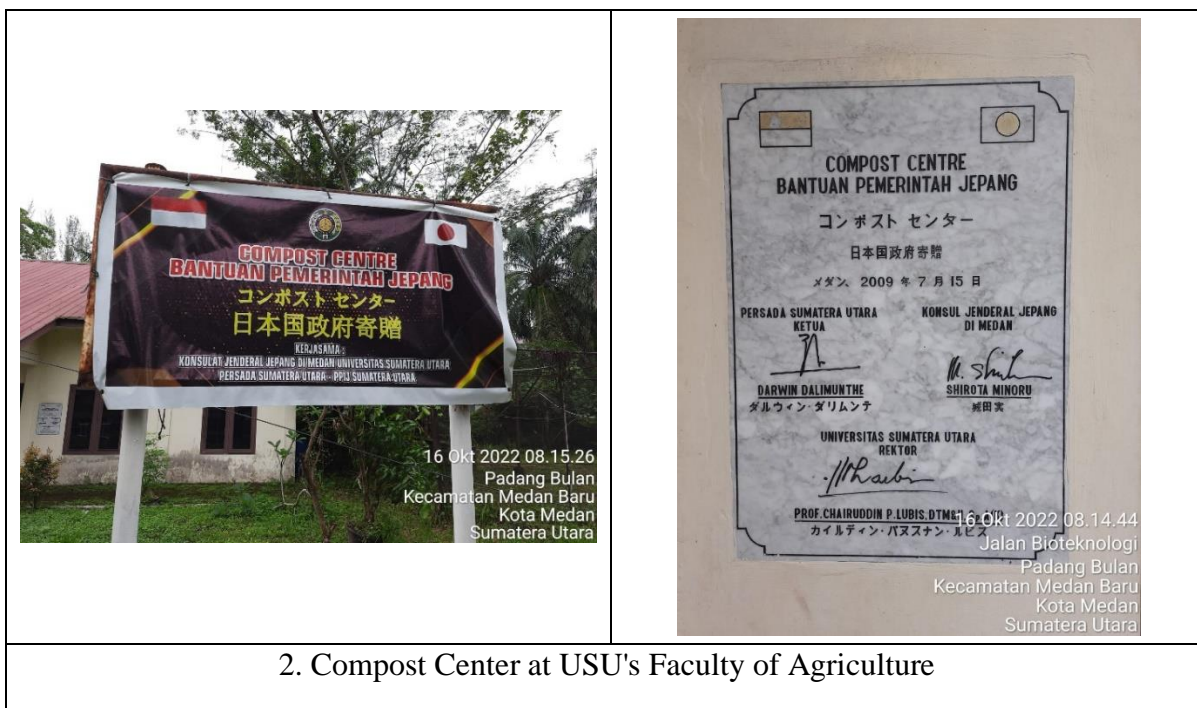 COMPOST CENTRE
BANTUAN PEMERINTAH JEPANG
コンポスト センター
日本国政府寄贈
KERJASAMA :
KONSULAT JENDERAL JEPANG DI MEDAN UNIVERSITAS SUMATERA UTARA
PERSADA SUMATERA UTARA - PPIJ SUMATERA UTARA
16 Okt 2022 08.15.26
Padang Bulan
Kecamatan Medan Baru
Kota Medan
Sumatera Utara
COMPOST CENTRE
BANTUAN PEMERINTAH JEPANG
コンポスト センター
日本国政府寄贈
メダン、2009 年 7 月 15 日
PERSADA SUMATERA UTARA
KETUA
DARWIN DALIMUNTHE
ダルウィン・ダリムンテ
KONSUL JENDERAL JEPANG
DI MEDAN
SHIROTA MINORU
城田実
UNIVERSITAS SUMATERA UTARA
REKTOR
PROF.CHAIRUDDIN P.LUBIS,DTM&H
カイルディン・パヌスナン・ルビス
16 Okt 2022 08.14.44
Jalan Bioteknologi
Padang Bulan
Kecamatan Medan Baru
Kota Medan
Sumatera Utara
2. Compost Center at USU's Faculty of Agriculture